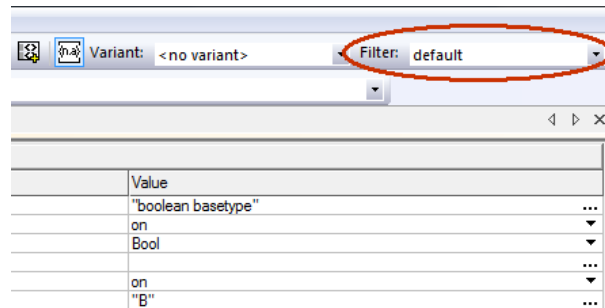 {n.a} Variant: <no variant> Filter: default
Value
"boolean basetype"
...
on
Bool
...
on
"B"
...